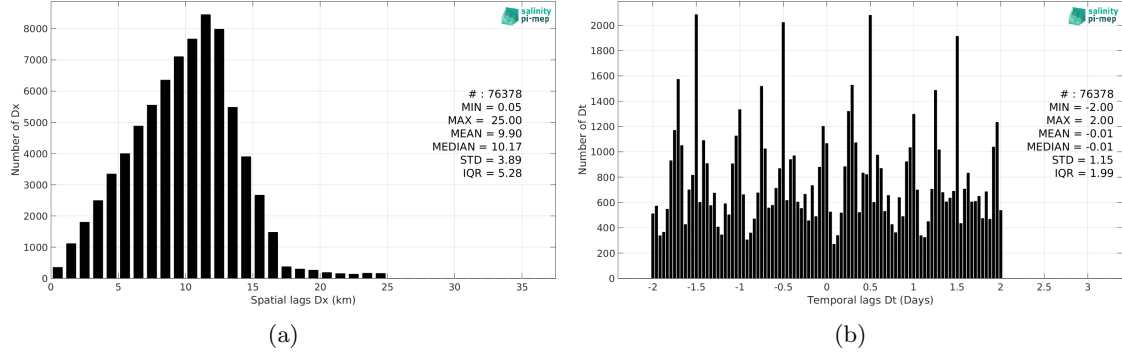 salinity
pi-mep
8000
7000
6000
5000
4000
3000
2000
1000
0
Number of Dx
# : 76378
MIN = 0.05
MAX = 25.00
MEAN = 9.90
MEDIAN = 10.17
STD = 3.89
IQR = 5.28
0 5 10 15 20 25 30 35
Spatial lags Dx (km)
(a)
salinity
pi-mep
2000
1800
1600
1400
1200
1000
800
600
400
200
0
Number of Dt
# : 76378
MIN = -2.00
MAX = 2.00
MEAN = -0.01
MEDIAN = -0.01
STD = 1.15
IQR = 1.99
-2 -1.5 -1 -0.5 0 0.5 1 1.5 2 2.5 3
Temporal lags Dt (Days)
(b)